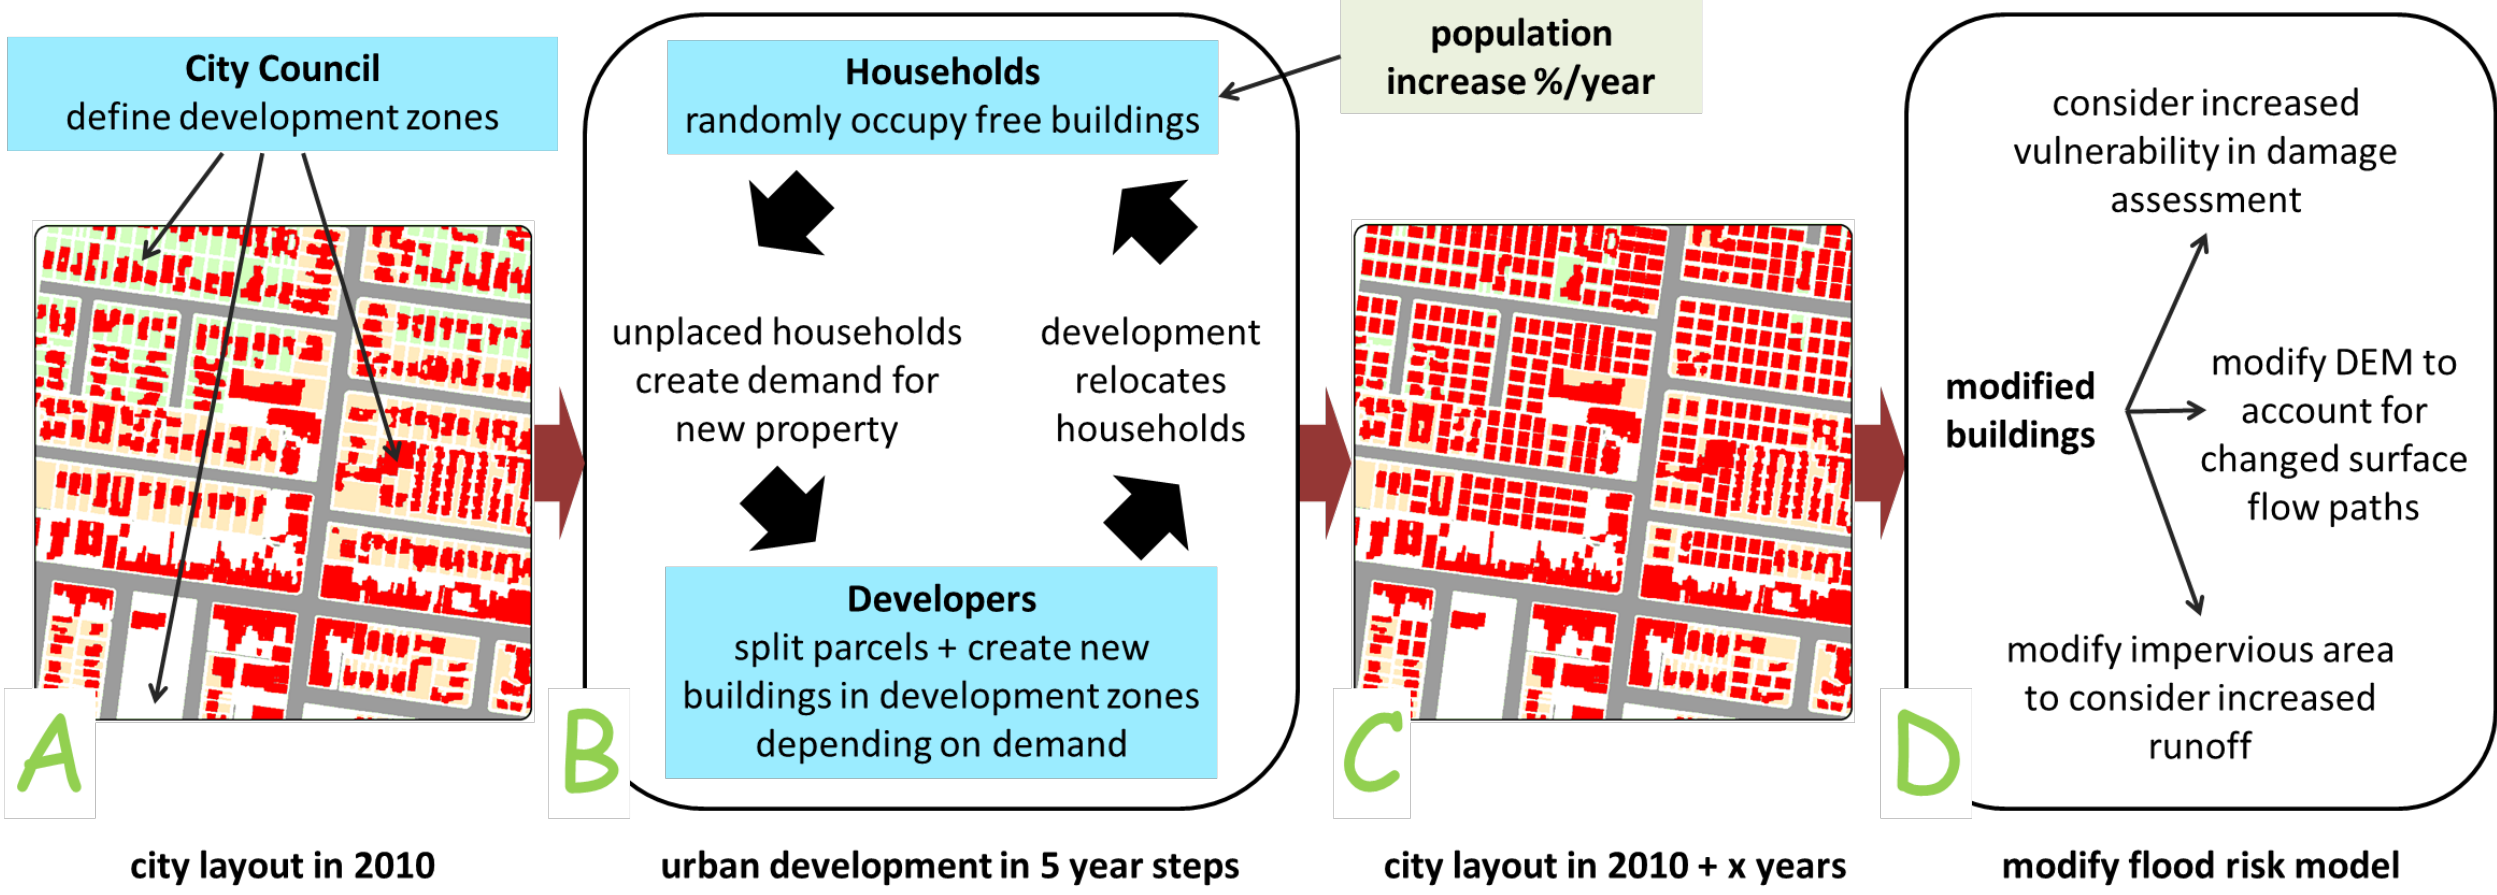 City Council
define development zones
A
city layout in 2010
Households
randomly occupy free buildings
population
increase %/year
unplaced households
create demand for
new property
development
relocates
households
Developers
split parcels + create new
buildings in development zones
depending on demand
B
urban development in 5 year steps
C
city layout in 2010 + x years
consider increased
vulnerability in damage
assessment
modified
buildings
modify DEM to
account for
changed surface
flow paths
modify impervious area
to consider increased
runoff
D
modify flood risk model